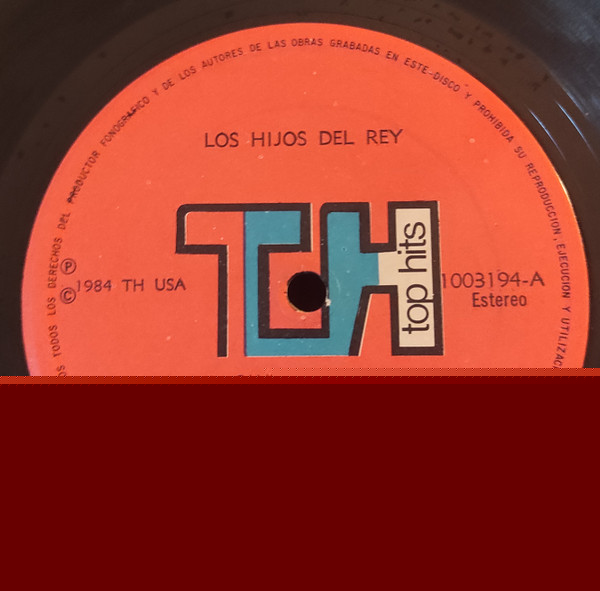 OS TODOS LOS DERECHOS DEL PRODUCTOR FONOGRAFICO Y DE LOS AUTORES DE LAS OBRAS GRABADAS EN ESTE DISCO Y PROHIBIDA SU REPRODUCCION, EJECUCION Y UTILIZAC
LOS HIJOS DEL REY
TH
top hits
℗
© 1984 TH USA
1003194-A
Estereo